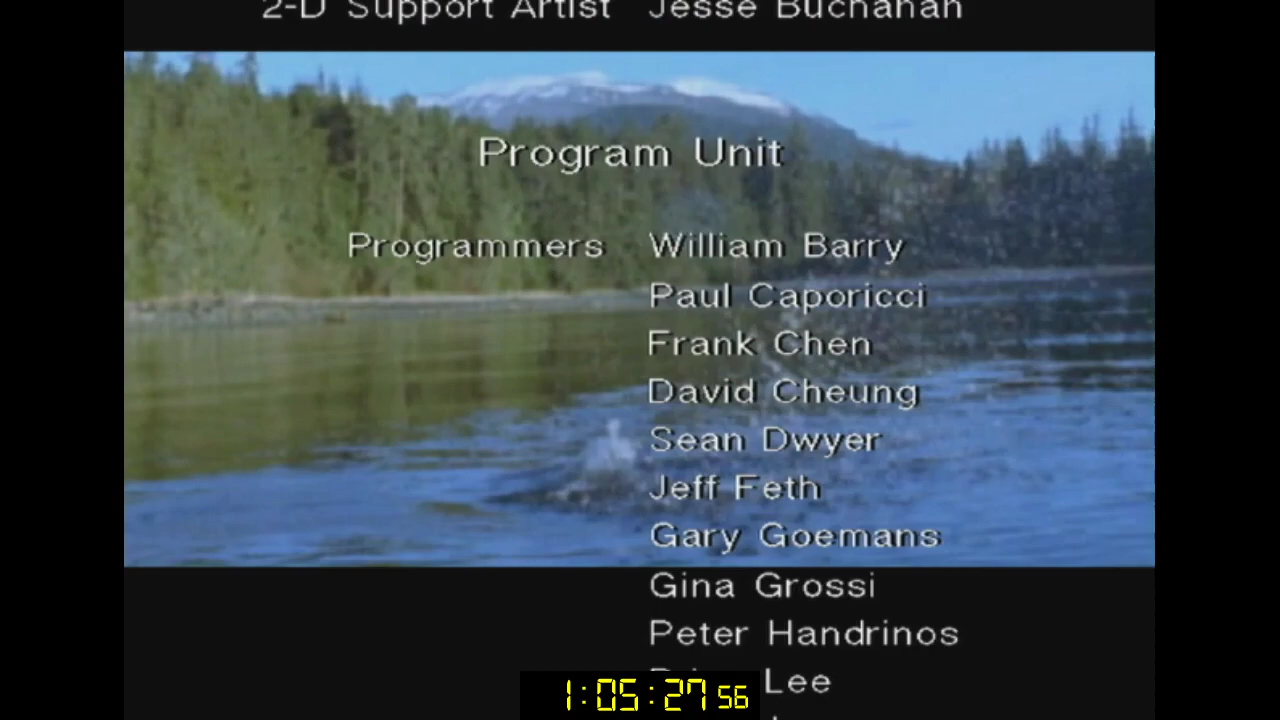 2-D Support Artist Jesse Buchanan
Program Unit
Programmers William Barry
Paul Caporicci
Frank Chen
David Cheung
Sean Dwyer
Jeff Feth
Gary Goemans
Gina Grossi
Peter Handrinos
Lee
1:05:27 56